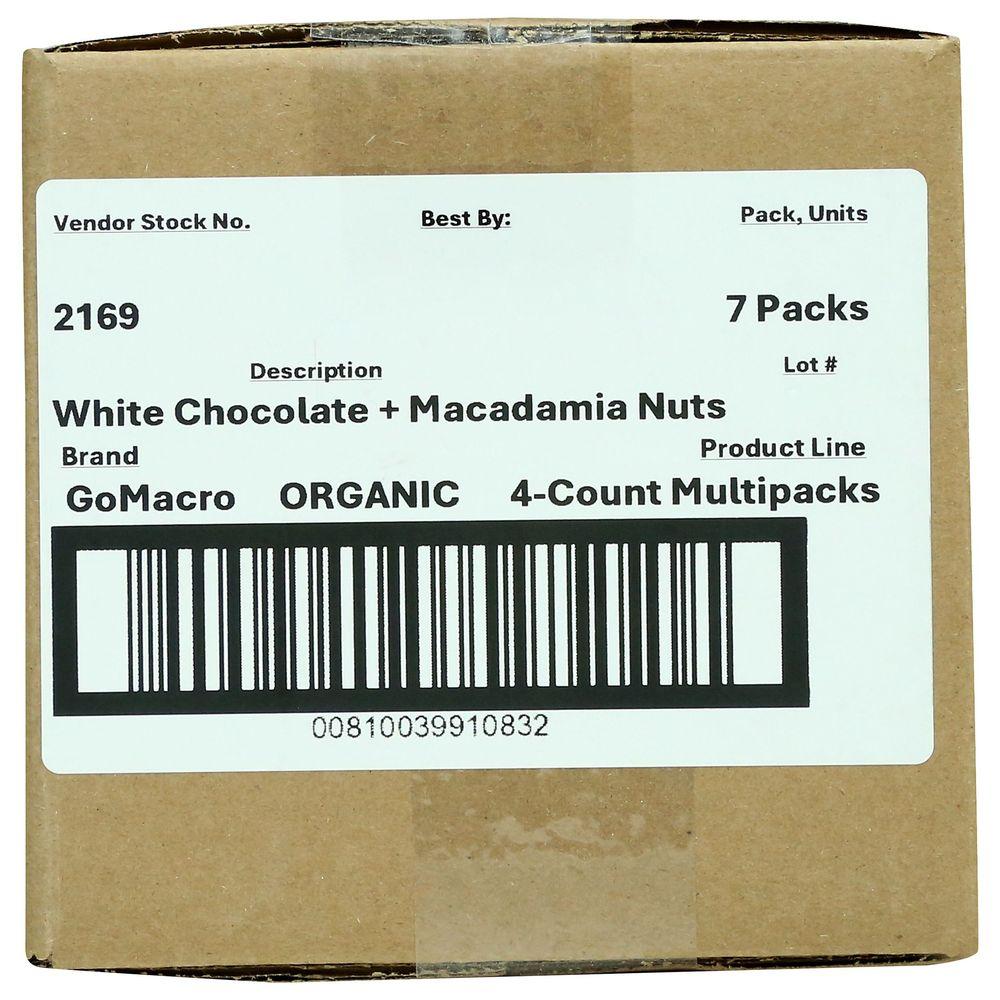 Vendor Stock No. Best By: Pack, Units
2169 7 Packs
Description Lot #
White Chocolate + Macadamia Nuts
Brand Product Line
GoMacro ORGANIC 4-Count Multipacks
00810039910832